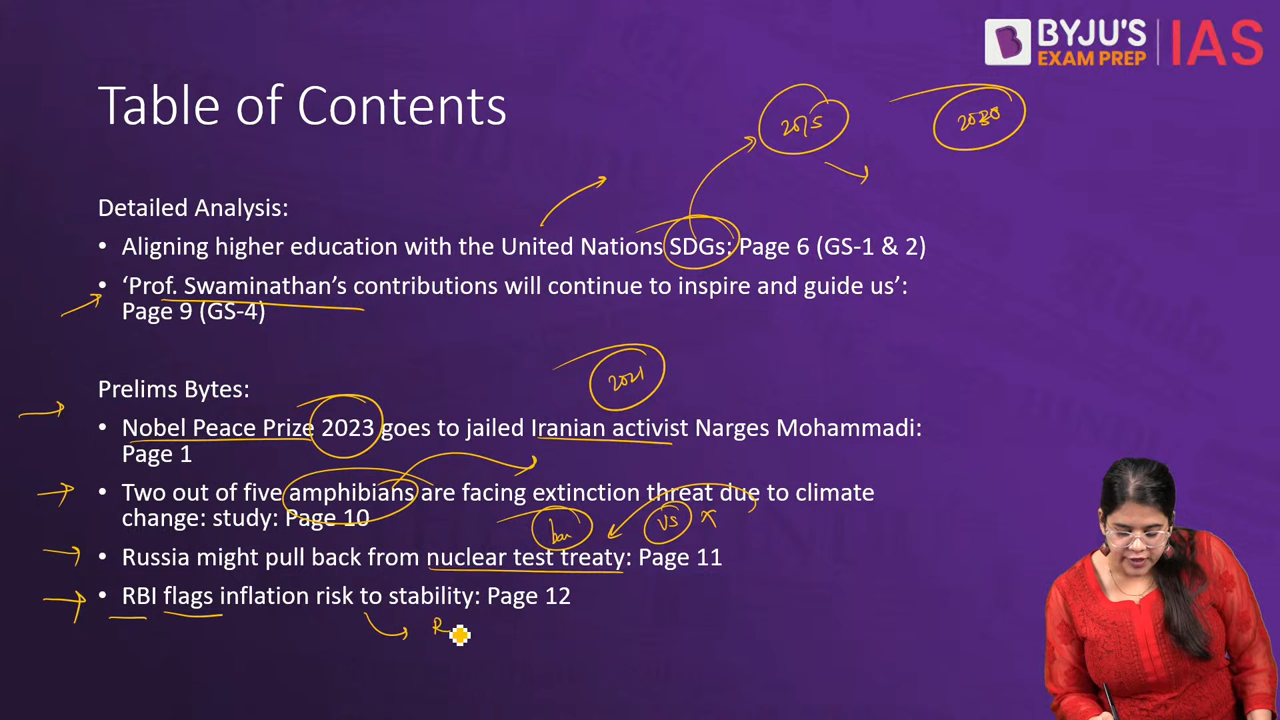 BYJU'S
EXAM PREP
IAS
Table of Contents
2015
2030
Detailed Analysis:
• Aligning higher education with the United Nations SDGs: Page 6 (GS-1 & 2)
• ‘Prof. Swaminathan’s contributions will continue to inspire and guide us’:
Page 9 (GS-4)
2021
Prelims Bytes:
• Nobel Peace Prize 2023 goes to jailed Iranian activist Narges Mohammadi:
Page 1
• Two out of five amphibians are facing extinction threat due to climate
change: study: Page 10
ban
US x
• Russia might pull back from nuclear test treaty: Page 11
• RBI flags inflation risk to stability: Page 12
R